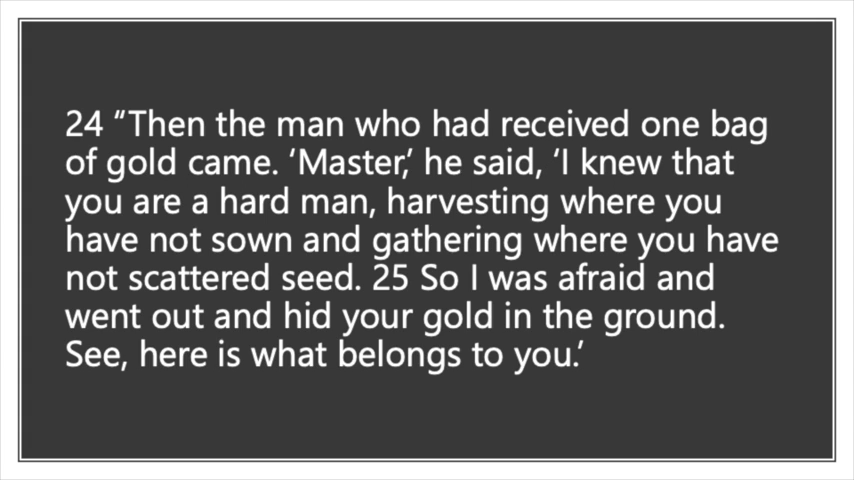 24 “Then the man who had received one bag
of gold came. ‘Master,’ he said, ‘I knew that
you are a hard man, harvesting where you
have not sown and gathering where you have
not scattered seed. 25 So I was afraid and
went out and hid your gold in the ground.
See, here is what belongs to you.’